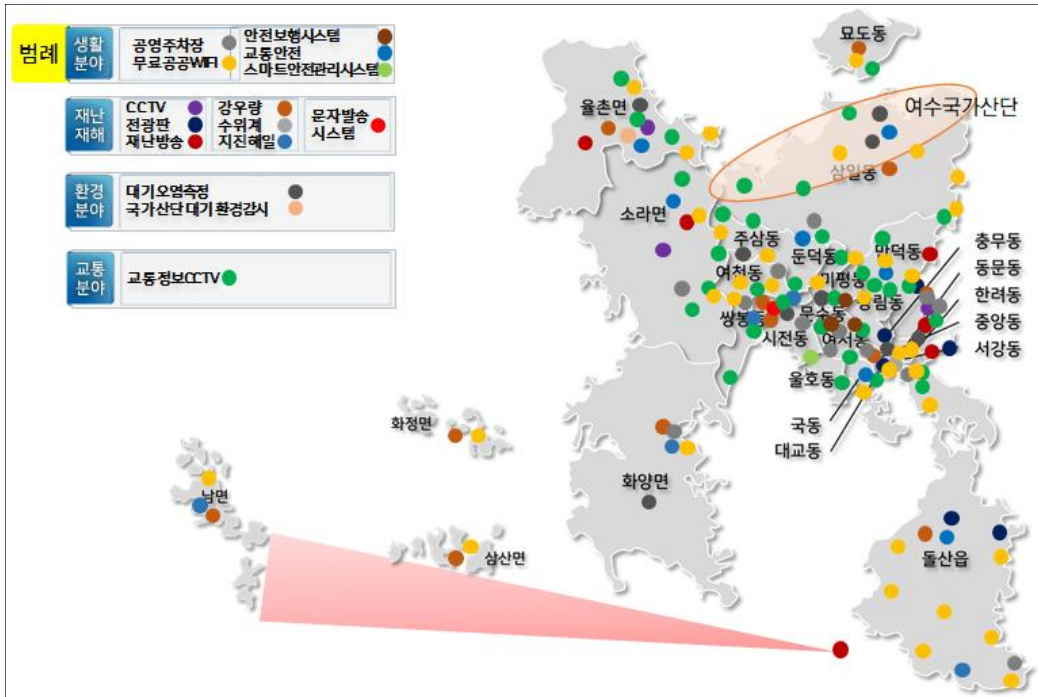 범례
생활
분야
공영주차장
무료공공WIFI
안전보행시스템
교통안전
스마트안전관리시스템
재난
재해
CCTV
전광판
재난방송
강우량
수위계
지진해일
문자발송
시스템
환경
분야
대기오염측정
국가산단 대기 환경감시
교통
분야
교통정보CCTV
묘도동
율촌면
여수국가산단
삼일동
소라면
주삼동
둔덕동
만덕동
여천동
미평동
쌍봉동
무수동
광림동
시전동
여서동
울호동
충무동
동문동
한려동
중앙동
서강동
국동
대교동
화정면
남면
삼산면
화양면
돌산읍